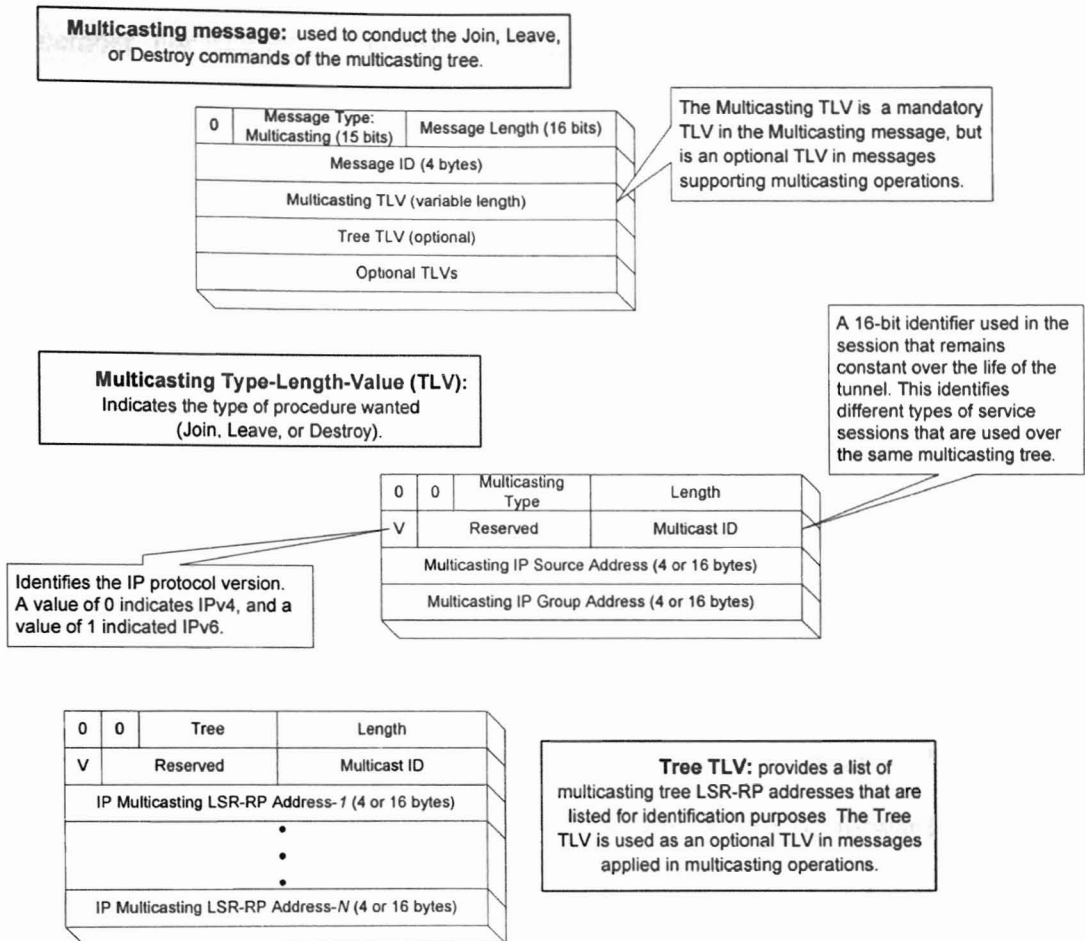 Multicasting message: used to conduct the Join, Leave,
or Destroy commands of the multicasting tree.
0
Message Type:
Multicasting (15 bits)
Message Length (16 bits)
Message ID (4 bytes)
Multicasting TLV (variable length)
Tree TLV (optional)
Optional TLVs
The Multicasting TLV is a mandatory
TLV in the Multicasting message, but
is an optional TLV in messages
supporting multicasting operations.
A 16-bit identifier used in the
session that remains
constant over the life of the
tunnel. This identifies
different types of service
sessions that are used over
the same multicasting tree.
Multicasting Type-Length-Value (TLV):
Indicates the type of procedure wanted
(Join, Leave, or Destroy).
0 0 Multicasting
Type
Length
V Reserved Multicast ID
Multicasting IP Source Address (4 or 16 bytes)
Multicasting IP Group Address (4 or 16 bytes)
Identifies the IP protocol version.
A value of 0 indicates IPv4, and a
value of 1 indicated IPv6.
0 0 Tree Length
V Reserved Multicast ID
IP Multicasting LSR-RP Address-1 (4 or 16 bytes)
IP Multicasting LSR-RP Address-N (4 or 16 bytes)
Tree TLV: provides a list of
multicasting tree LSR-RP addresses that are
listed for identification purposes The Tree
TLV is used as an optional TLV in messages
applied in multicasting operations.